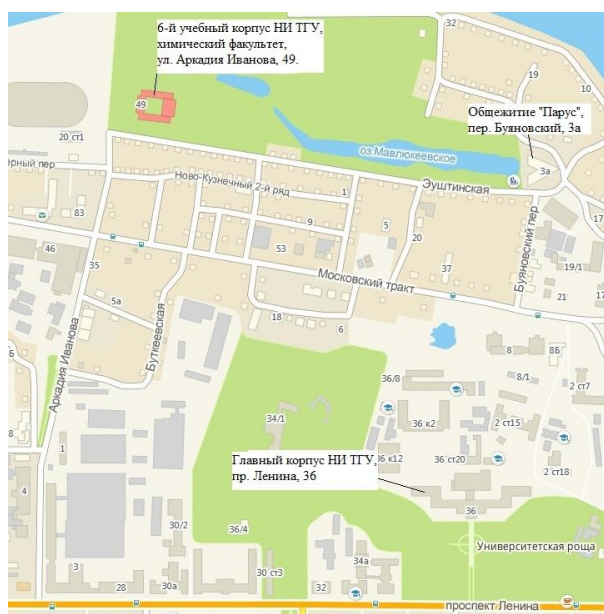 6-й учебный корпус НИ ТГУ,
химический факультет,
ул. Аркадия Иванова, 49.
32
19
10
49
Общежитие "Парус",
пер. Буяновский, 3а
20 ст1
оз.Мавлюкеевское
3а
Эуштинская
рный пер
Ново-Кузнечный 2-й ряд
1
83
9
5
20
17
46
35
53
37
19/1
Буяновский пер
Московский тракт
21
17
5а
18
6
Буткеевская
Аркадия Иванова
8
8Б
36/8
8/1
2 ст7
34/1
36 к2
2 ст15
8
1
Главный корпус НИ ТГУ,
пр. Ленина, 36
36 к12
36 ст20
2 ст18
4
36
30/2
36/4
Университетская роща
3
28
30а
30 ст3
32
34а
проспект Ленина